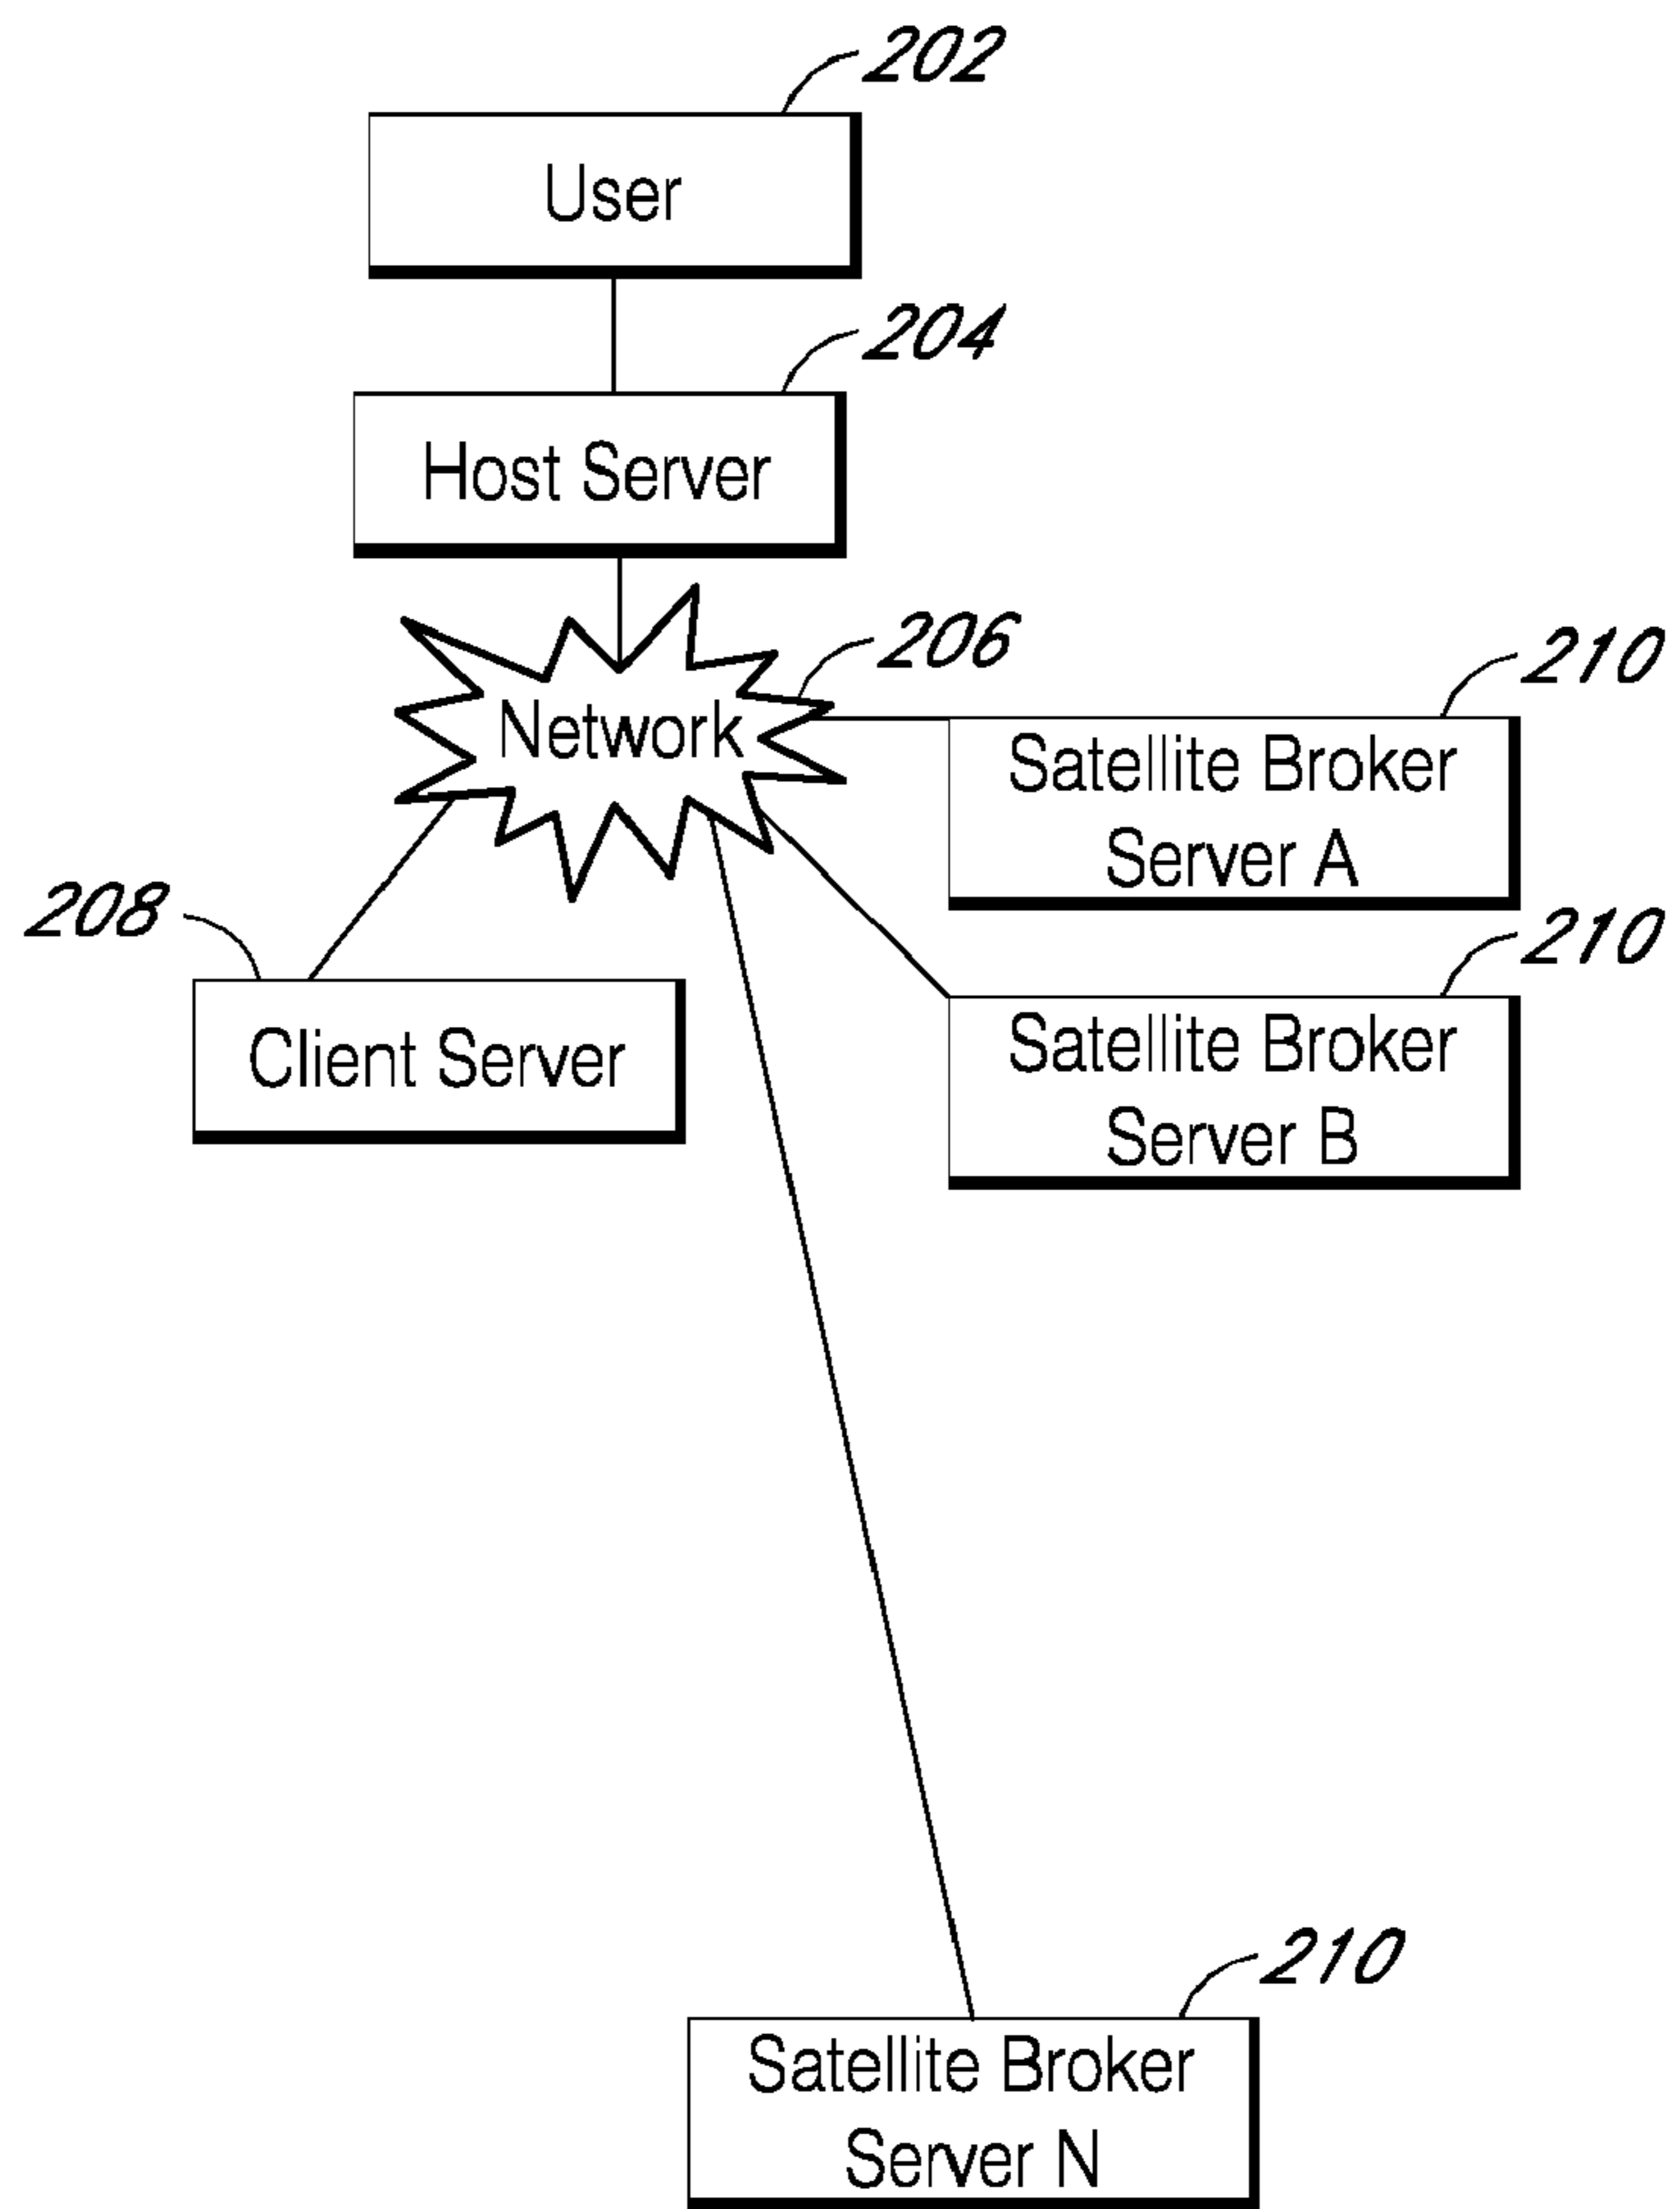 202
User
204
Host Server
206
Network
210
Satellite Broker
Server A
208
210
Client Server
Satellite Broker
Server B
210
Satellite Broker
Server N